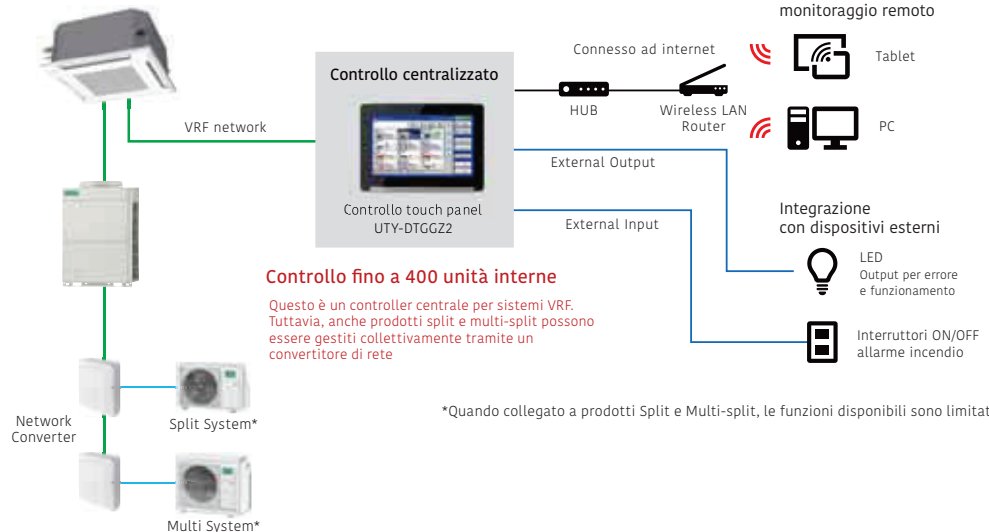 monitoraggio remoto
Connesso ad internet
Tablet
Controllo centralizzato
HUB
Wireless LAN
Router
PC
VRF network
External Output
Controllo touch panel
UTY-DTGGZ2
External Input
Integrazione
con dispositivi esterni
LED
Output per errore
e funzionamento
Controllo fino a 400 unità interne
Questo è un controller centrale per sistemi VRF.
Tuttavia, anche prodotti split e multi-split possono
essere gestiti collettivamente tramite un
convertitore di rete
Interruttori ON/OFF
allarme incendio
*Quando collegato a prodotti Split e Multi-split, le funzioni disponibili sono limitat
Network
Converter
Split System*
Multi System*